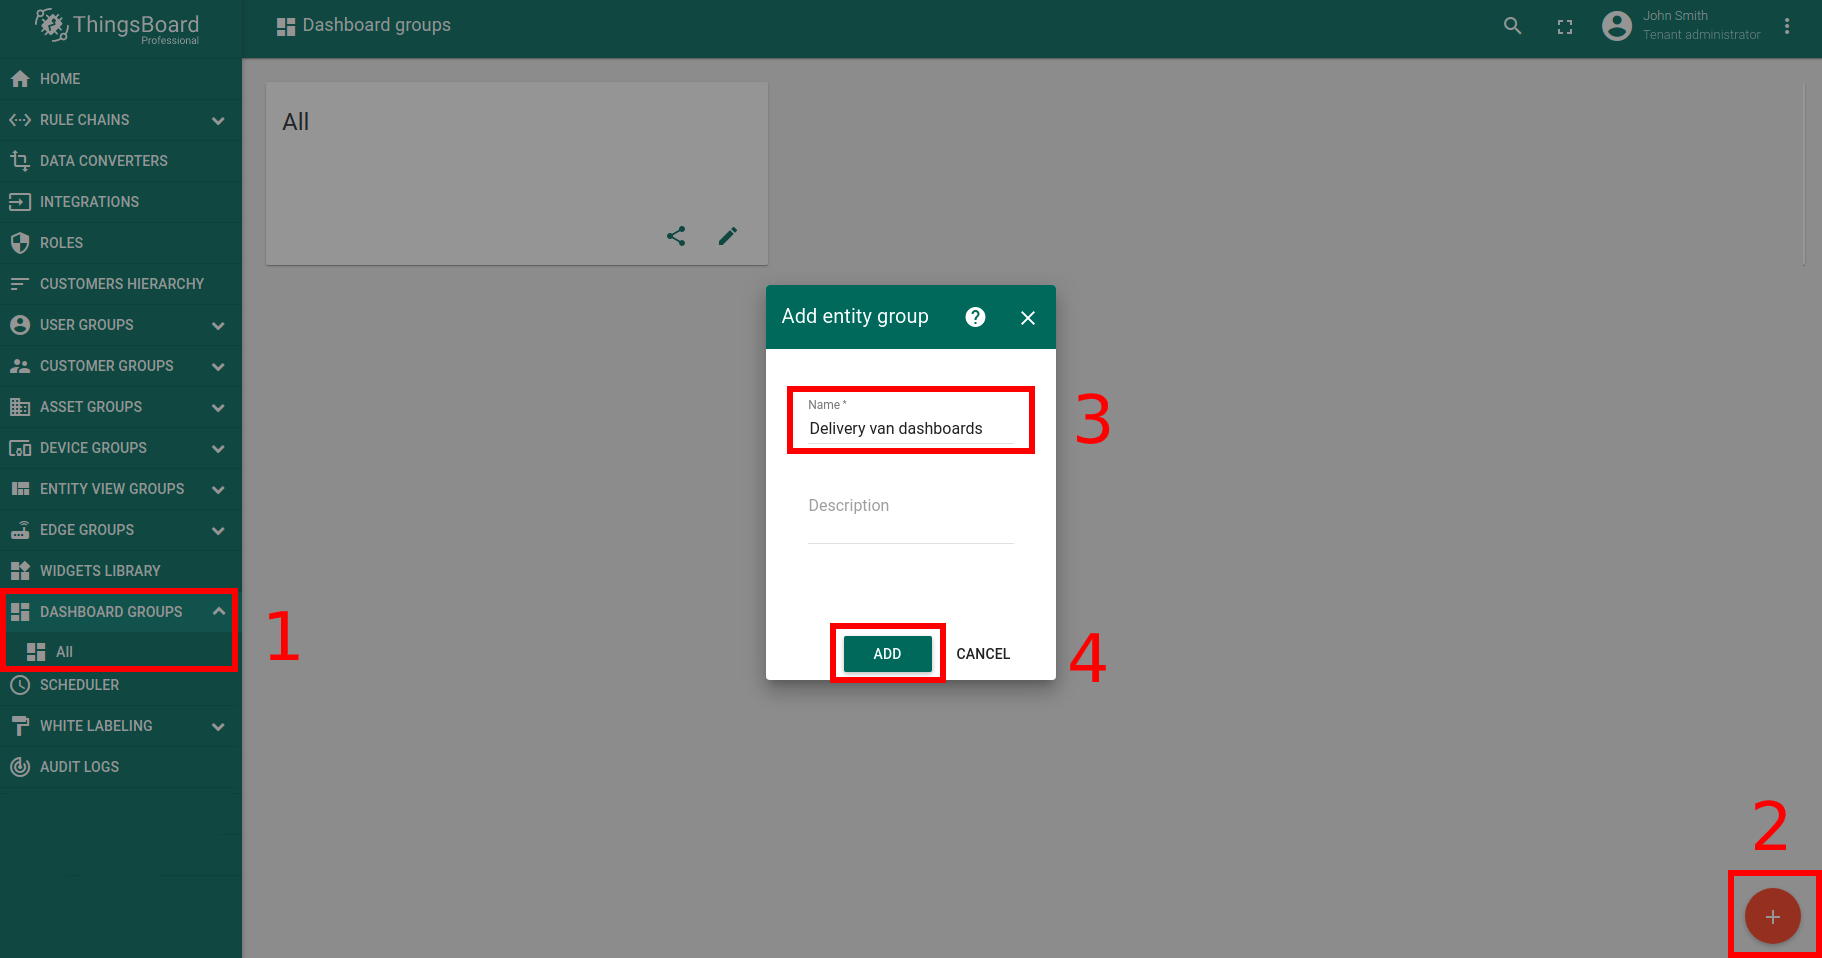 ThingsBoard
Professional
Dashboard groups
John Smith
Tenant administrator
HOME
RULE CHAINS
DATA CONVERTERS
INTEGRATIONS
ROLES
CUSTOMERS HIERARCHY
USER GROUPS
CUSTOMER GROUPS
ASSET GROUPS
DEVICE GROUPS
ENTITY VIEW GROUPS
EDGE GROUPS
WIDGETS LIBRARY
DASHBOARD GROUPS
All
SCHEDULER
WHITE LABELING
AUDIT LOGS
1
All
Add entity group
Name *
Delivery van dashboards
3
Description
ADD
CANCEL
4
2